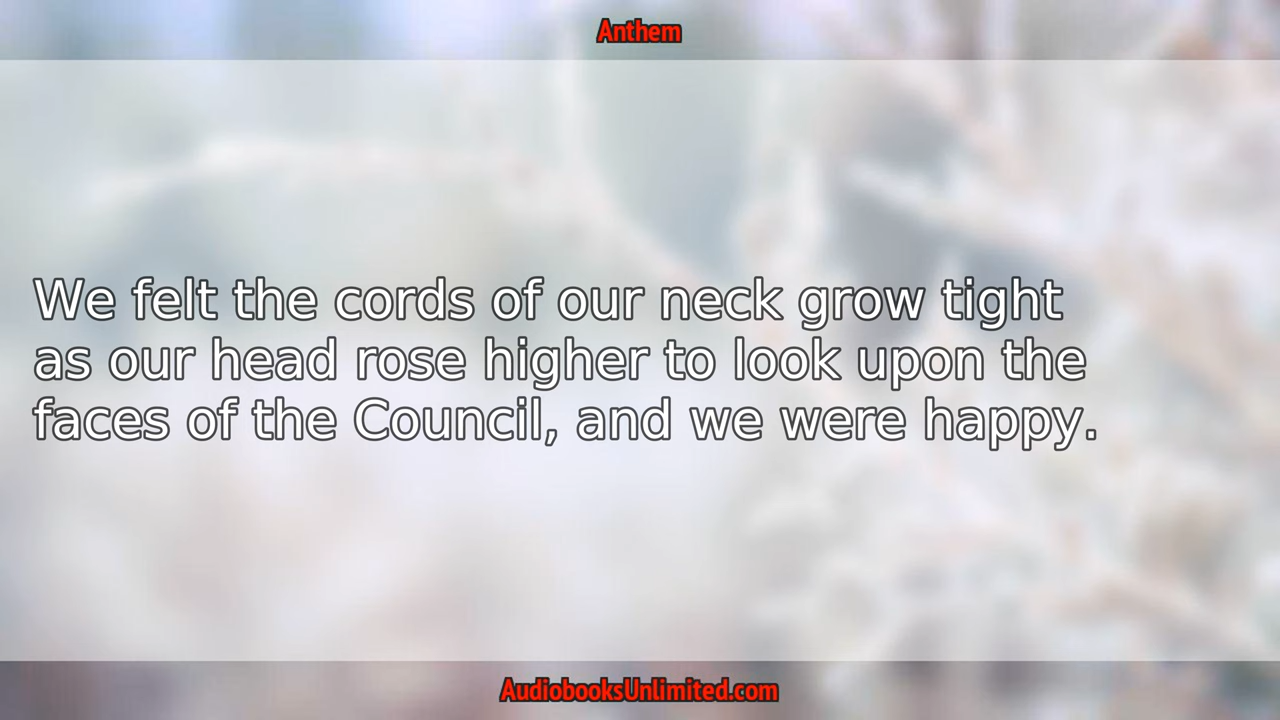 Anthem
We felt the cords of our neck grow tight
as our head rose higher to look upon the
faces of the Council, and we were happy.
AudiobooksUnlimited.com